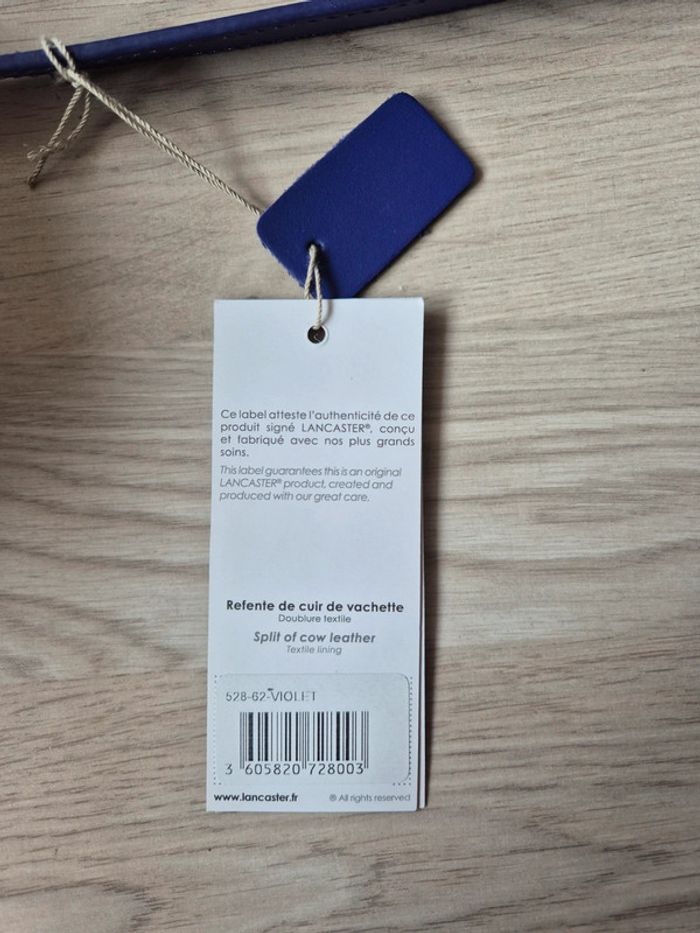 Ce label atteste l'authenticité de ce
produit signé LANCASTER®, conçu
et fabriqué avec nos plus grands
soins.
This label guarantees this is an original
LANCASTER® product, created and
produced with our great care.
Refente de cuir de vachette
Doublure textile
Split of cow leather
Textile lining
528-62-VIOLET
3 605820 728003
www.lancaster.fr ® All rights reserved